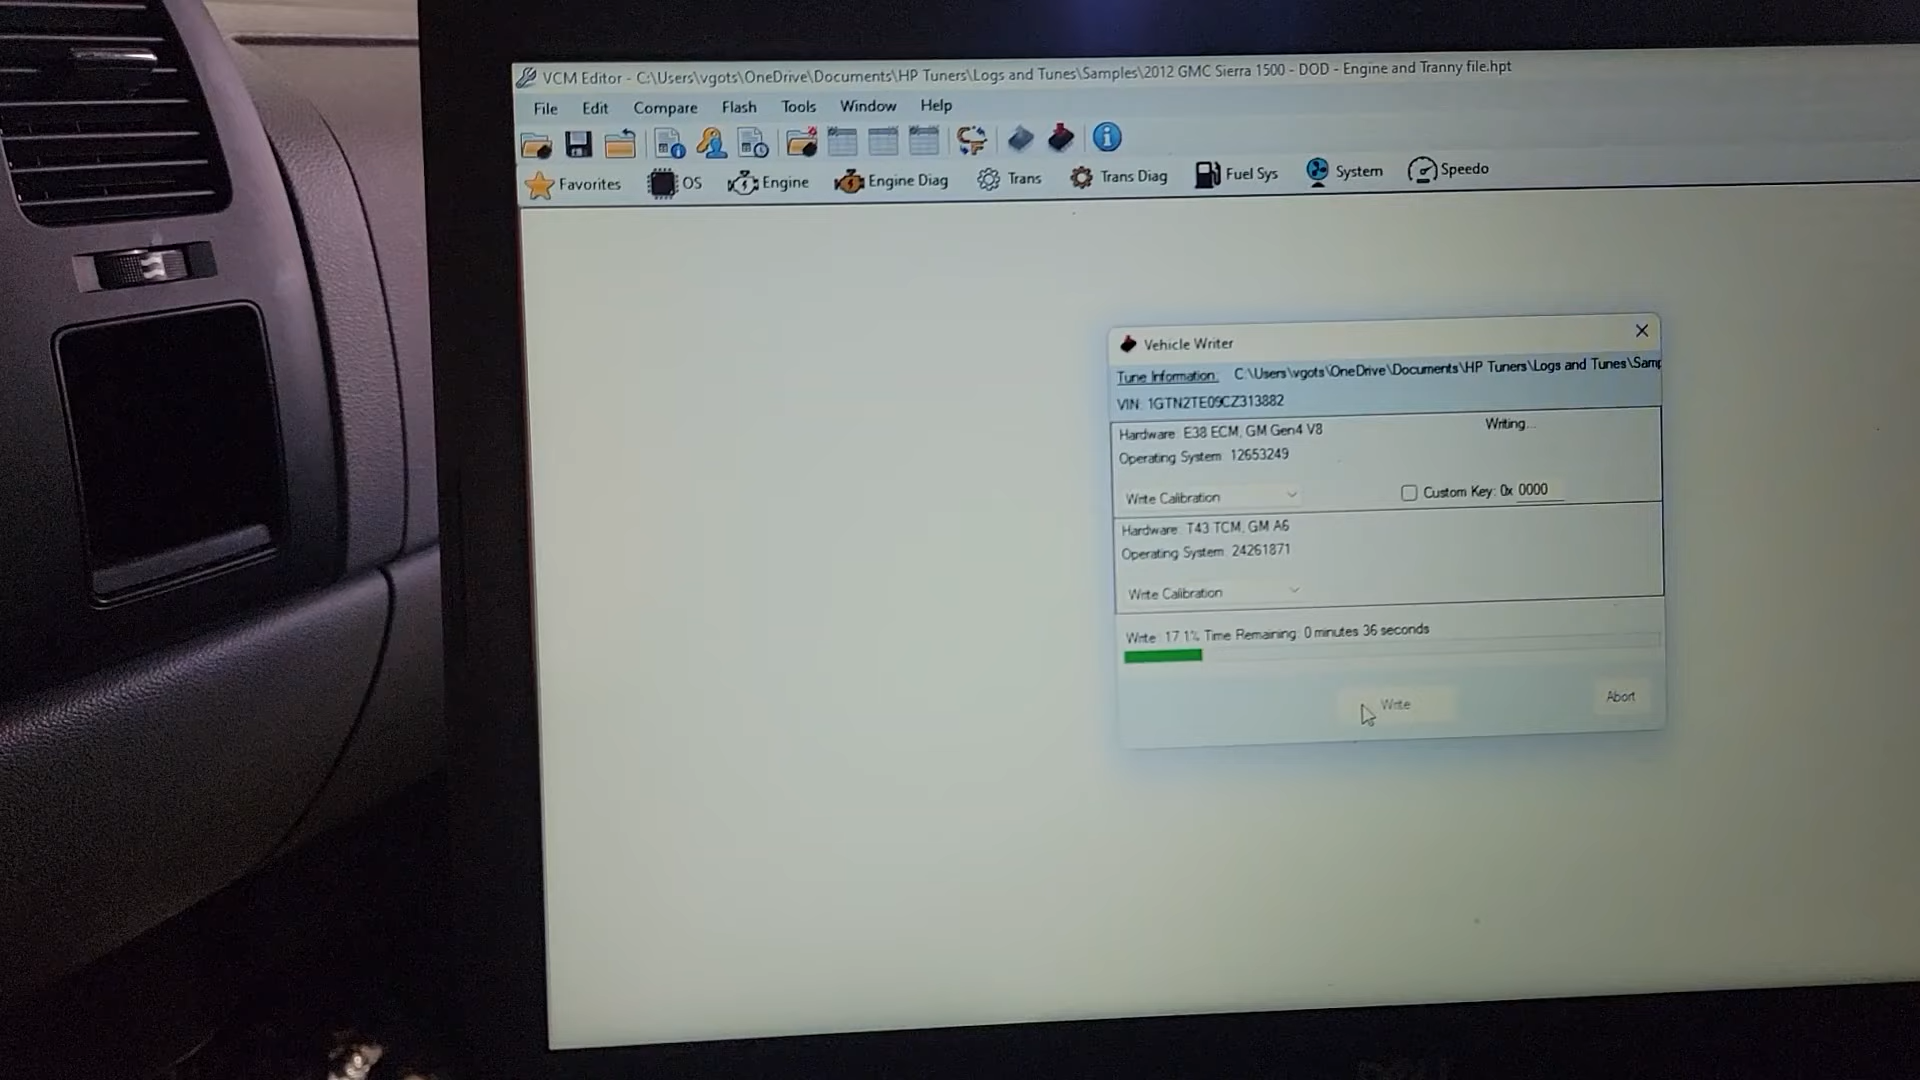 VCM Editor - C:\Users\vgots\OneDrive\Documents\HP Tuners\Logs and Tunes\Samples\2012 GMC Sierra 1500 - DOD - Engine and Tranny file.hpt
File Edit Compare Flash Tools Window Help
Favorites OS Engine Engine Diag Trans Trans Diag Fuel Sys System Speedo
Vehicle Writer
Tune Information: C:\Users\vgots\OneDrive\Documents\HP Tuners\Logs and Tunes\Samp
VIN: 1GTN2TE09CZ313882
Hardware: E38 ECM, GM Gen4 V8 Writing...
Operating System: 12653249
Write Calibration Custom Key: 0x 0000
Hardware: T43 TCM, GM A6
Operating System: 24261871
Write Calibration
Write: 17.1% Time Remaining: 0 minutes 36 seconds
Write Abort